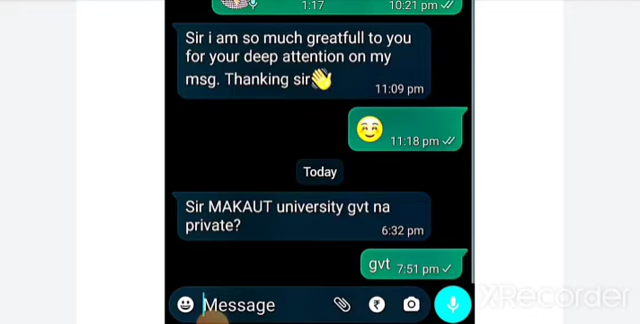 1:17 10:21 pm
Sir i am so much greatfull to you
for your deep attention on my
msg. Thanking sir👋
11:09 pm
11:18 pm
Today
Sir MAKAUT university gvt na
private?
6:32 pm
gvt 7:51 pm
Message
XRecorder